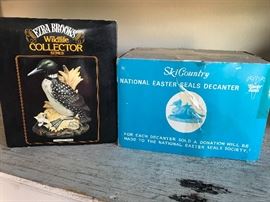 EZRA BROOKS
Wildlife
COLLECTOR
SERIES
Ski Country
NATIONAL EASTER SEALS DECANTER
FOR EACH DECANTER SOLD A DONATION WILL BE
MADE TO THE NATIONAL EASTER SEALS SOCIETY.